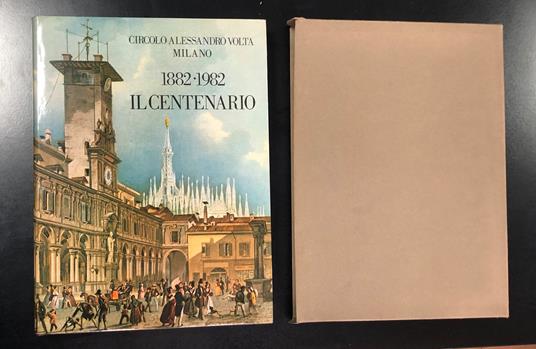 CIRCOLO ALESSANDRO VOLTA
MILANO
1882·1982
IL CENTENARIO